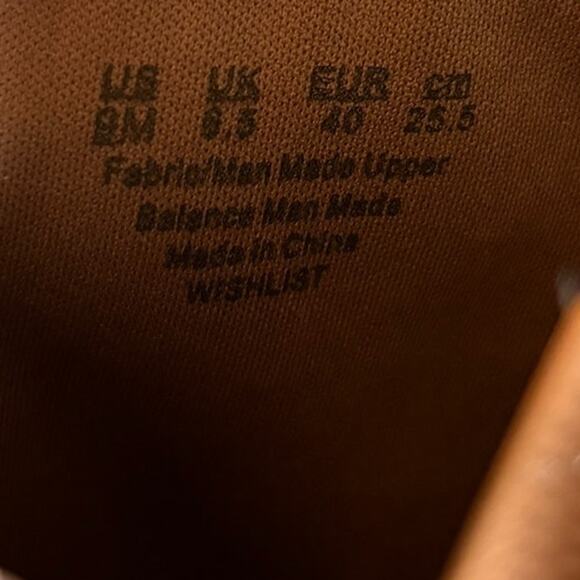 US UK EUR cm
9M 6.5 40 25.5
Fabric/Man Made Upper
Balance Man Made
Made in China
WISHLIST